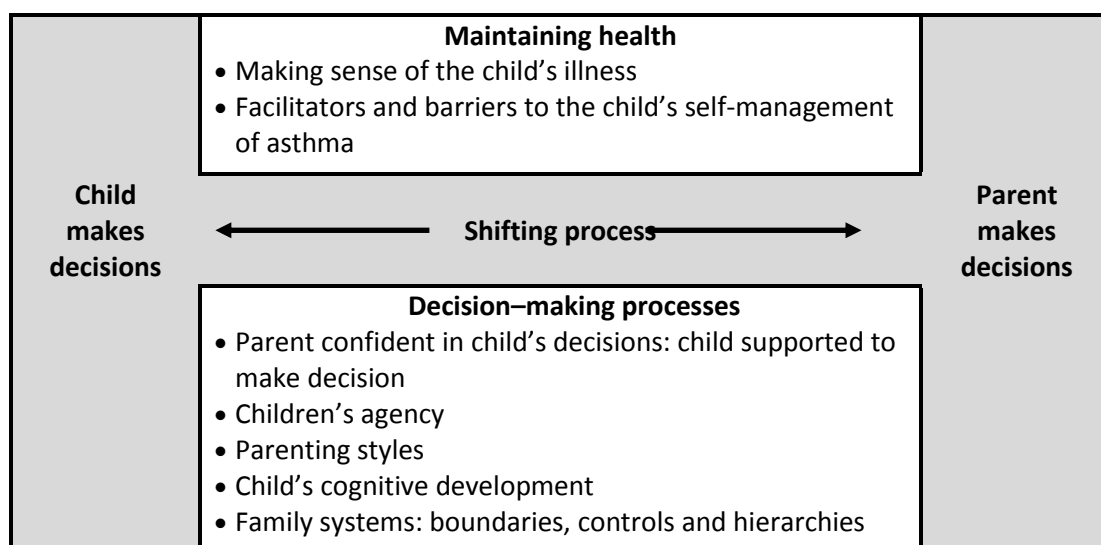 Maintaining health
• Making sense of the child’s illness
• Facilitators and barriers to the child’s self-management
of asthma
Child
makes
decisions
Shifting process
Parent
makes
decisions
Decision–making processes
• Parent confident in child’s decisions: child supported to
make decision
• Children’s agency
• Parenting styles
• Child’s cognitive development
• Family systems: boundaries, controls and hierarchies